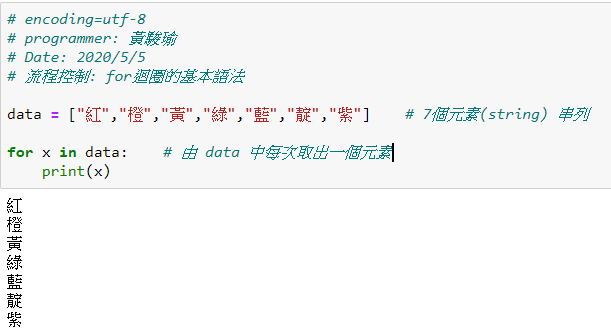 # encoding=utf-8
# programmer: 黃駿瑜
# Date: 2020/5/5
# 流程控制: for迴圈的基本語法
data = ["紅","橙","黃","綠","藍","靛","紫"]    # 7個元素(string) 串列
for x in data:    # 由 data 中每次取出一個元素
    print(x)
紅
橙
黃
綠
藍
靛
紫